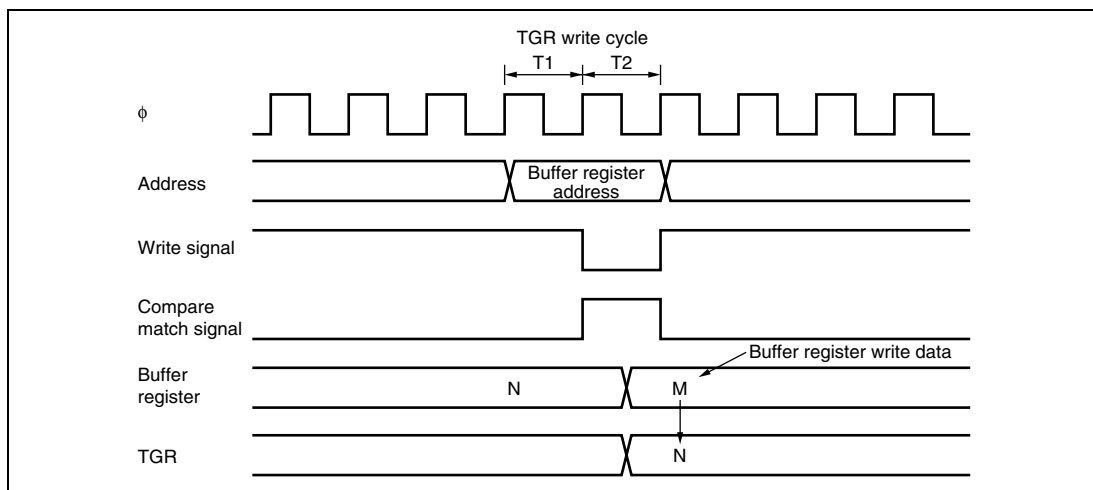 TGR write cycle
T1 T2
ϕ
Address
Buffer register
address
Write signal
Compare
match signal
Buffer register write data
Buffer
register
N M
TGR
N